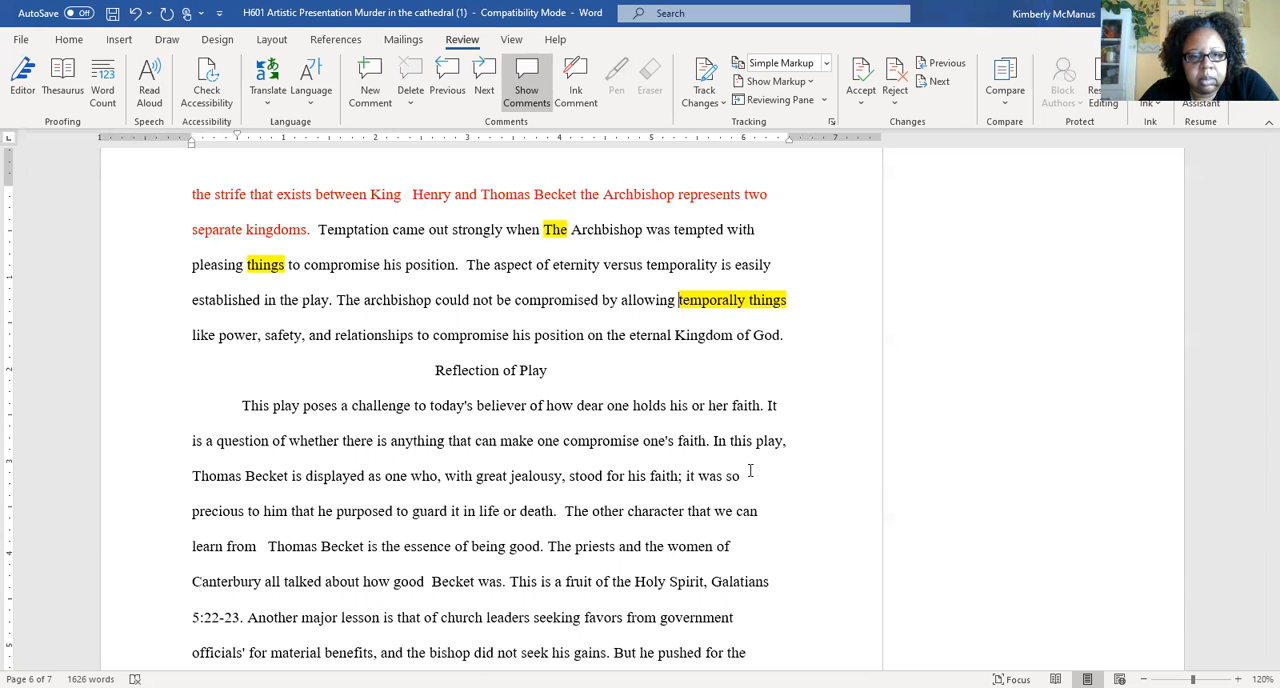 AutoSave Off H601 Artistic Presentation Murder in the cathedral (1) - Compatibility Mode - Word Search Kimberly McManus
File Home Insert Draw Design Layout References Mailings Review View Help
Editor Thesaurus Word Count Read Aloud Check Accessibility Translate Language New Comment Delete Previous Next Show Comments Ink Comment Pen Eraser Track Changes Simple Markup Show Markup Reviewing Pane Accept Reject Previous Next Compare Block Authors Editing Ink Assistant
Proofing Speech Accessibility Language Comments Tracking Changes Compare Protect Ink Resume
1 1 2 3 4 5 6 7
the strife that exists between King   Henry and Thomas Becket the Archbishop represents two
separate kingdoms.  Temptation came out strongly when The Archbishop was tempted with
pleasing things to compromise his position.  The aspect of eternity versus temporality is easily
established in the play. The archbishop could not be compromised by allowing temporally things
like power, safety, and relationships to compromise his position on the eternal Kingdom of God.
Reflection of Play
This play poses a challenge to today's believer of how dear one holds his or her faith. It
is a question of whether there is anything that can make one compromise one's faith. In this play,
Thomas Becket is displayed as one who, with great jealousy, stood for his faith; it was so
precious to him that he purposed to guard it in life or death.  The other character that we can
learn from   Thomas Becket is the essence of being good. The priests and the women of
Canterbury all talked about how good  Becket was. This is a fruit of the Holy Spirit, Galatians
5:22-23. Another major lesson is that of church leaders seeking favors from government
officials' for material benefits, and the bishop did not seek his gains. But he pushed for the
Page 6 of 7 1626 words Focus 120%